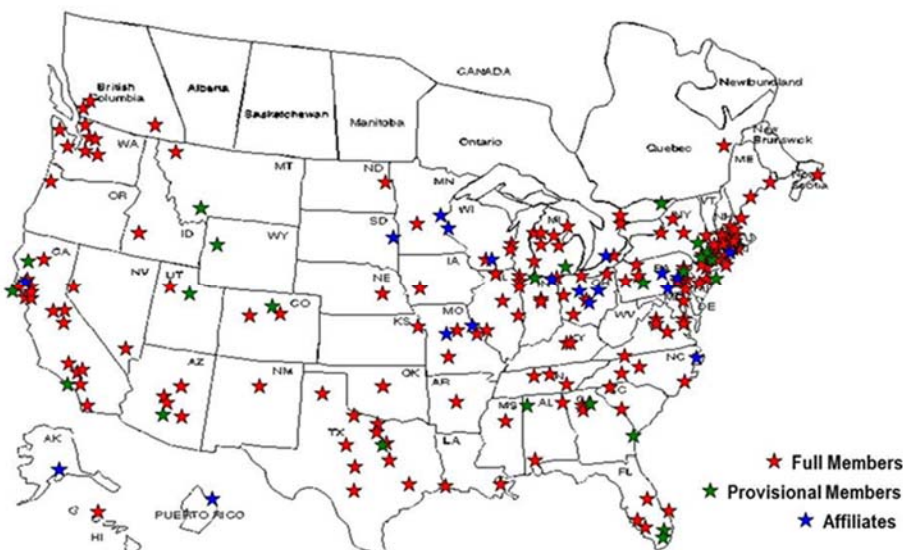 CANADA
British
Columbia
Alberta
Saskatchewan
Manitoba
Ontario
Quebec
Newfoundland
New
Brunswick
Nova
Scotia
WA
MT
ND
MN
ME
VT
NH
OR
ID
WY
SD
WI
MI
NY
CA
NV
UT
CO
NE
IA
KS
MO
WV
DE
KY
AZ
NM
OK
AR
NC
TX
LA
MS
AL
FL
AK
HI
PUERTO RICO
Full Members
Provisional Members
Affiliates